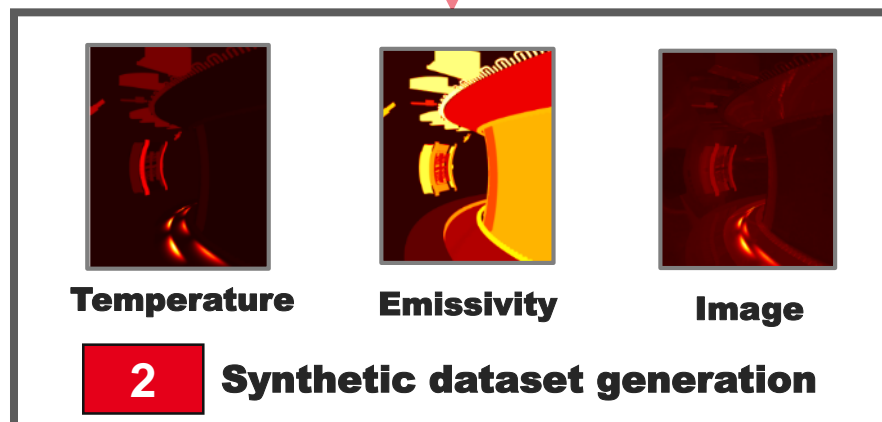 Temperature
Emissivity
Image
2
Synthetic dataset generation